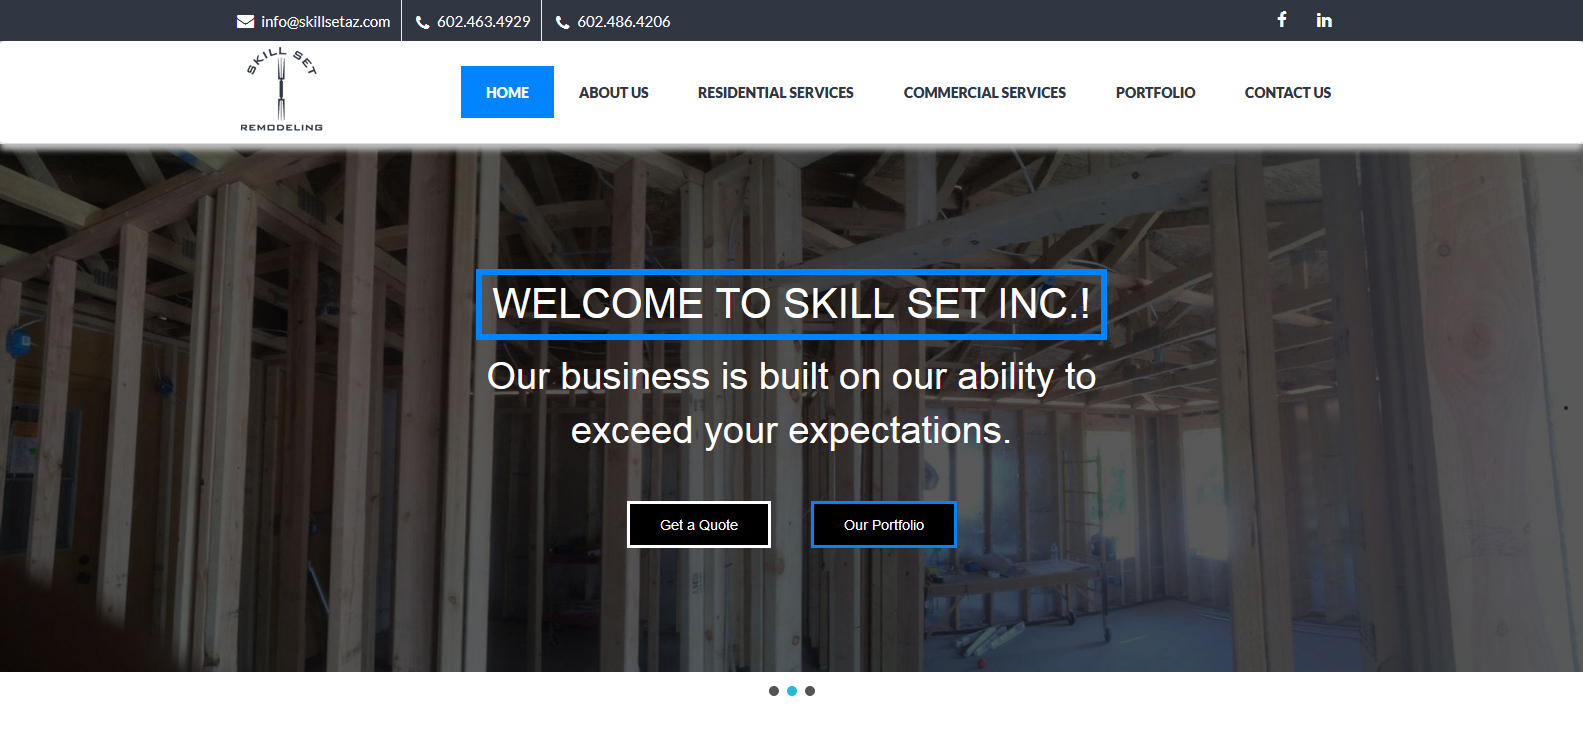 info@skillsetaz.com
602.463.4929
602.486.4206
SKILL SET
REMODELING
HOME
ABOUT US
RESIDENTIAL SERVICES
COMMERCIAL SERVICES
PORTFOLIO
CONTACT US
WELCOME TO SKILL SET INC.!
Our business is built on our ability to
exceed your expectations.
Get a Quote
Our Portfolio